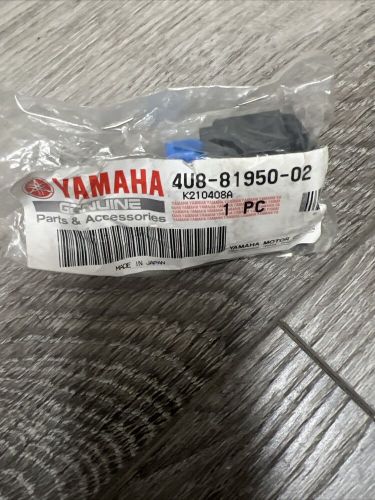 YAMAHA
GENUINE
Parts & Accessories
4U8-81950-02
K210408A
1 PC
YAMAHA MOTOR
MADE IN JAPAN